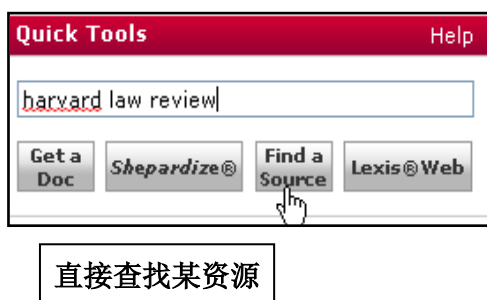 Quick Tools Help
harvard law review
Get a Doc Shepardize® Find a Source Lexis®Web
直接查找某资源